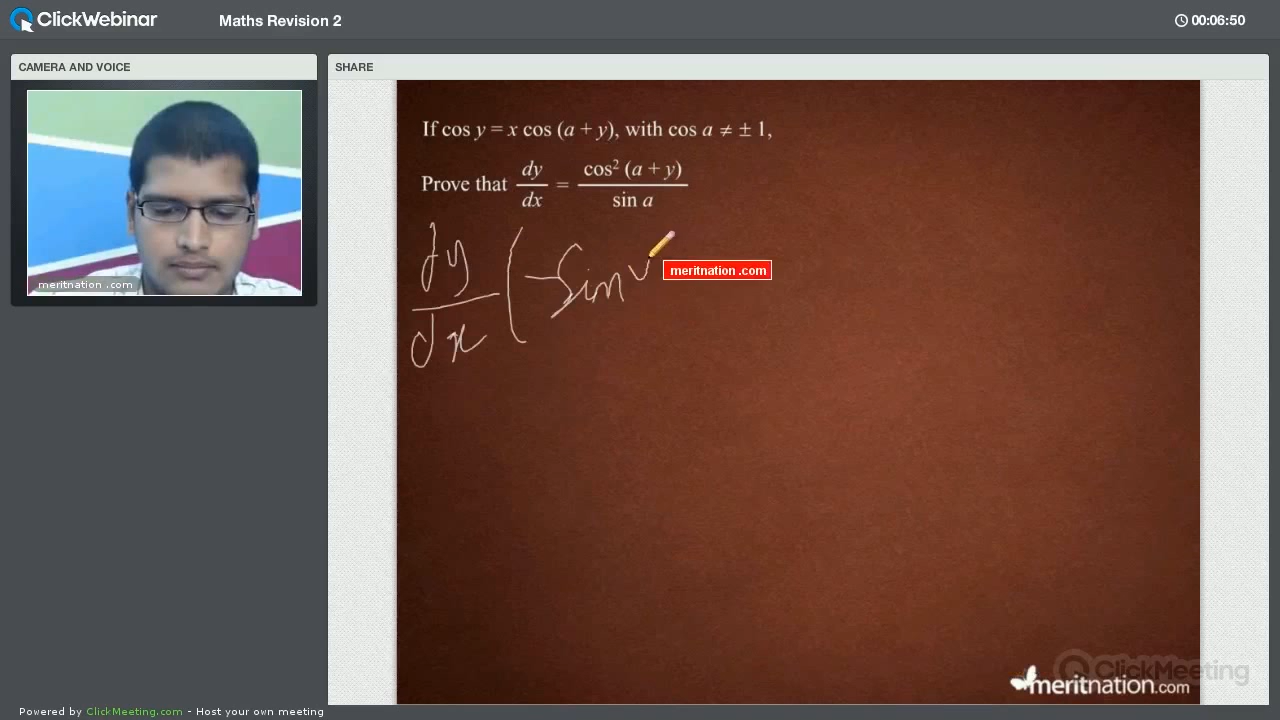 ClickWebinar
Maths Revision 2
00:06:50
CAMERA AND VOICE
SHARE
meritnation .com
If cos y = x cos (a + y), with cos a ≠ ± 1,
Prove that dy/dx = cos² (a + y)/sin a
dy/dx ( -Sin y
meritnation .com
ClickMeeting
meritnation.com
Powered by ClickMeeting.com - Host your own meeting